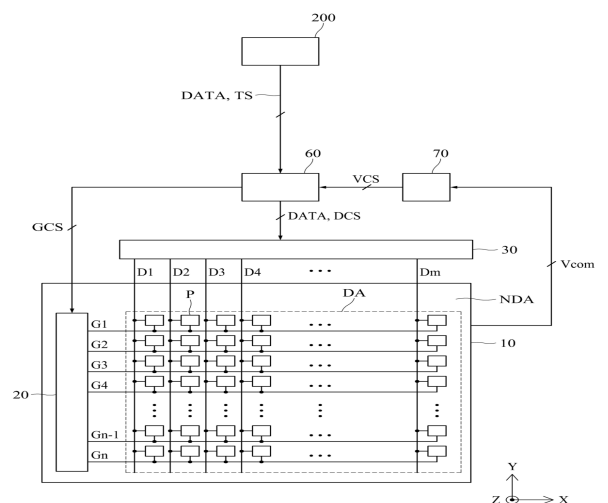 200
DATA, TS
60
70
VCS
GCS
DATA, DCS
30
D1 D2 D3 D4 ... Dm
Vcom
P
DA
NDA
G1
10
G2
G3
G4
20
Gn-1
Gn
Y
Z X